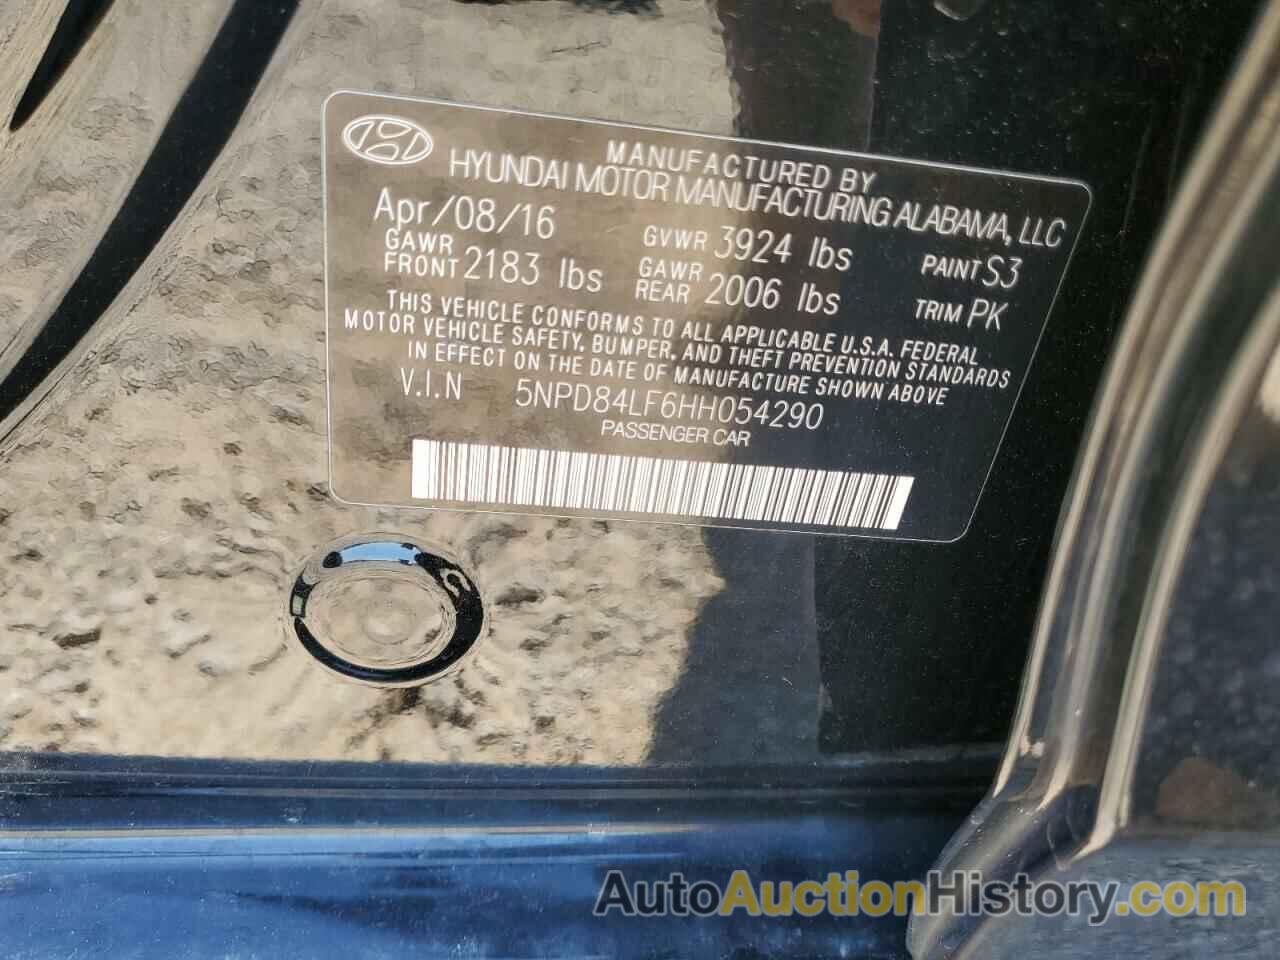 MANUFACTURED BY
HYUNDAI MOTOR MANUFACTURING ALABAMA, LLC
Apr/08/16 GVWR 3924 lbs PAINT S3
GAWR FRONT 2183 lbs GAWR REAR 2006 lbs TRIM PK
THIS VEHICLE CONFORMS TO ALL APPLICABLE U.S.A. FEDERAL
MOTOR VEHICLE SAFETY, BUMPER, AND THEFT PREVENTION STANDARDS
IN EFFECT ON THE DATE OF MANUFACTURE SHOWN ABOVE
V.I.N 5NPD84LF6HH054290
PASSENGER CAR
AutoAuctionHistory.com